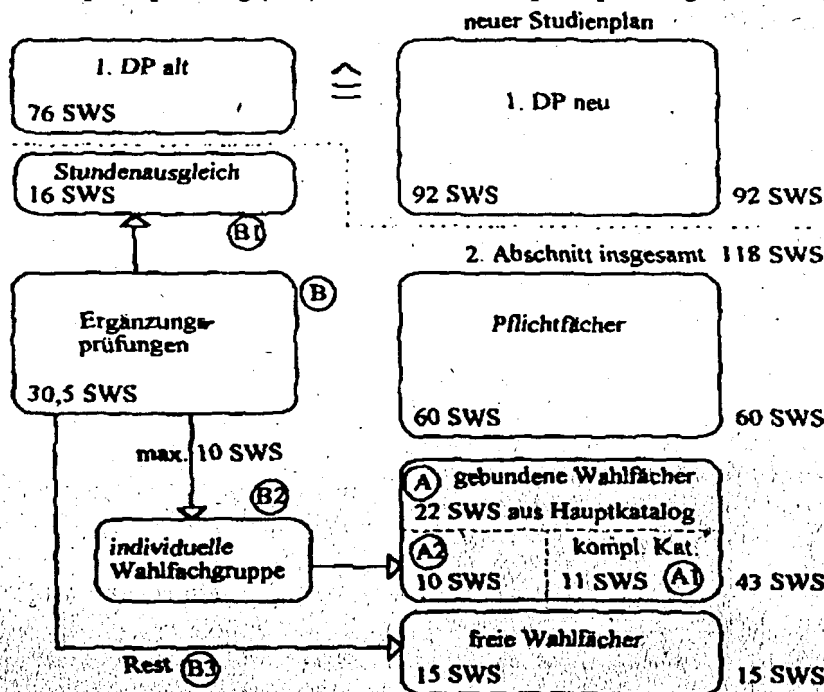 neuer Studienplan
1. DP alt
≙
76 SWS
1. DP neu
Stundenausgleich
16 SWS
92 SWS
92 SWS
B1
2. Abschnitt insgesamt 118 SWS
B
Ergänzungs-
prüfungen
Pflichtfächer
30,5 SWS
60 SWS
60 SWS
max. 10 SWS
A gebundene Wahlfächer
B2
22 SWS aus Hauptkatalog
individuelle
Wahlfachgruppe
A2 kompl. Kat.
10 SWS 11 SWS A1 43 SWS
freie Wahlfächer
Rest B3
15 SWS
15 SWS